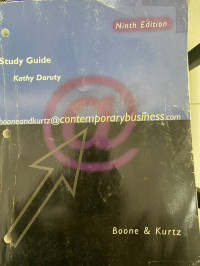 Ninth Edition
Study Guide
Kathy Daruty
booneandkurtz@contemporarybusiness.com
@
Boone & Kurtz